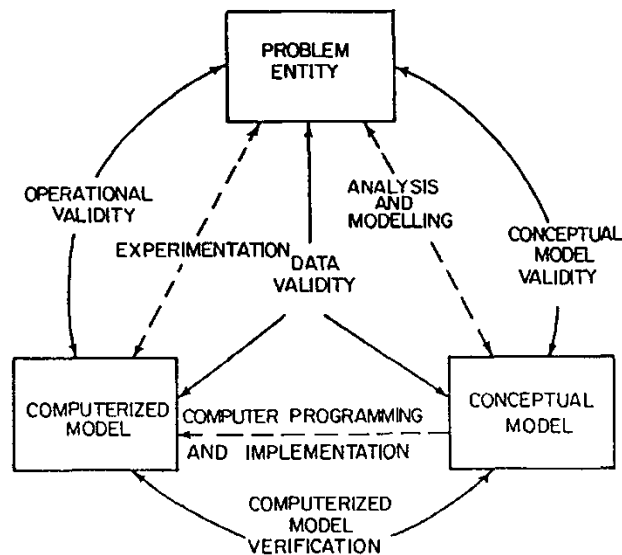 PROBLEM
ENTITY
OPERATIONAL
VALIDITY
EXPERIMENTATION
DATA
VALIDITY
ANALYSIS
AND
MODELLING
CONCEPTUAL
MODEL
VALIDITY
COMPUTERIZED
MODEL
COMPUTER PROGRAMMING
AND IMPLEMENTATION
CONCEPTUAL
MODEL
COMPUTERIZED
MODEL
VERIFICATION